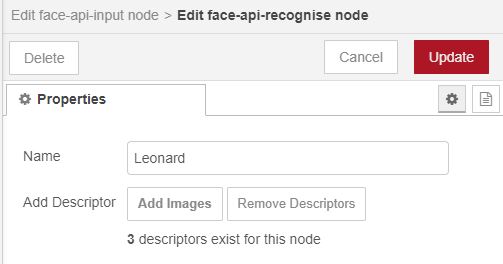 Edit face-api-input node > Edit face-api-recognise node
Delete
Cancel
Update
Properties
Name
Leonard
Add Descriptor
Add Images
Remove Descriptors
3 descriptors exist for this node